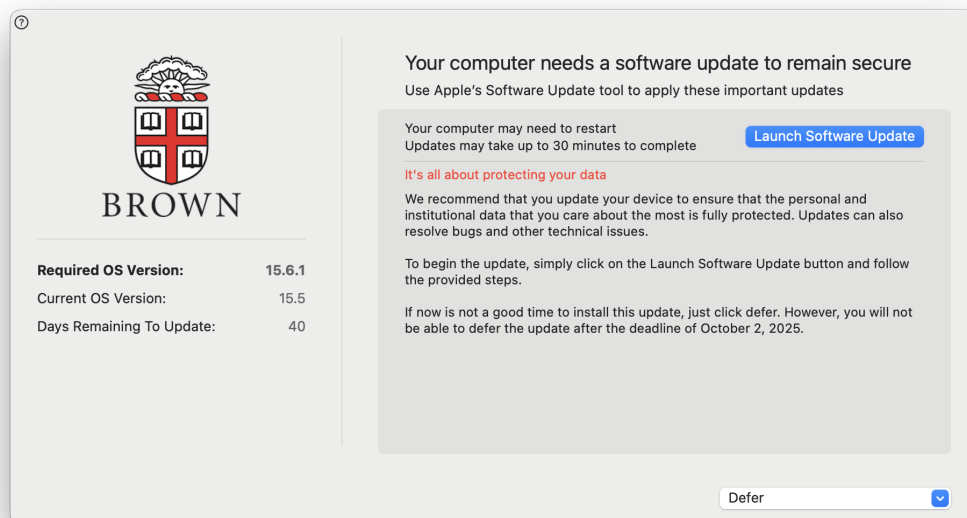 ?
BROWN
Required OS Version: 15.6.1
Current OS Version: 15.5
Days Remaining To Update: 40
Your computer needs a software update to remain secure
Use Apple's Software Update tool to apply these important updates
Your computer may need to restart
Updates may take up to 30 minutes to complete
Launch Software Update
It's all about protecting your data
We recommend that you update your device to ensure that the personal and
institutional data that you care about the most is fully protected. Updates can also
resolve bugs and other technical issues.
To begin the update, simply click on the Launch Software Update button and follow
the provided steps.
If now is not a good time to install this update, just click defer. However, you will not
be able to defer the update after the deadline of October 2, 2025.
Defer